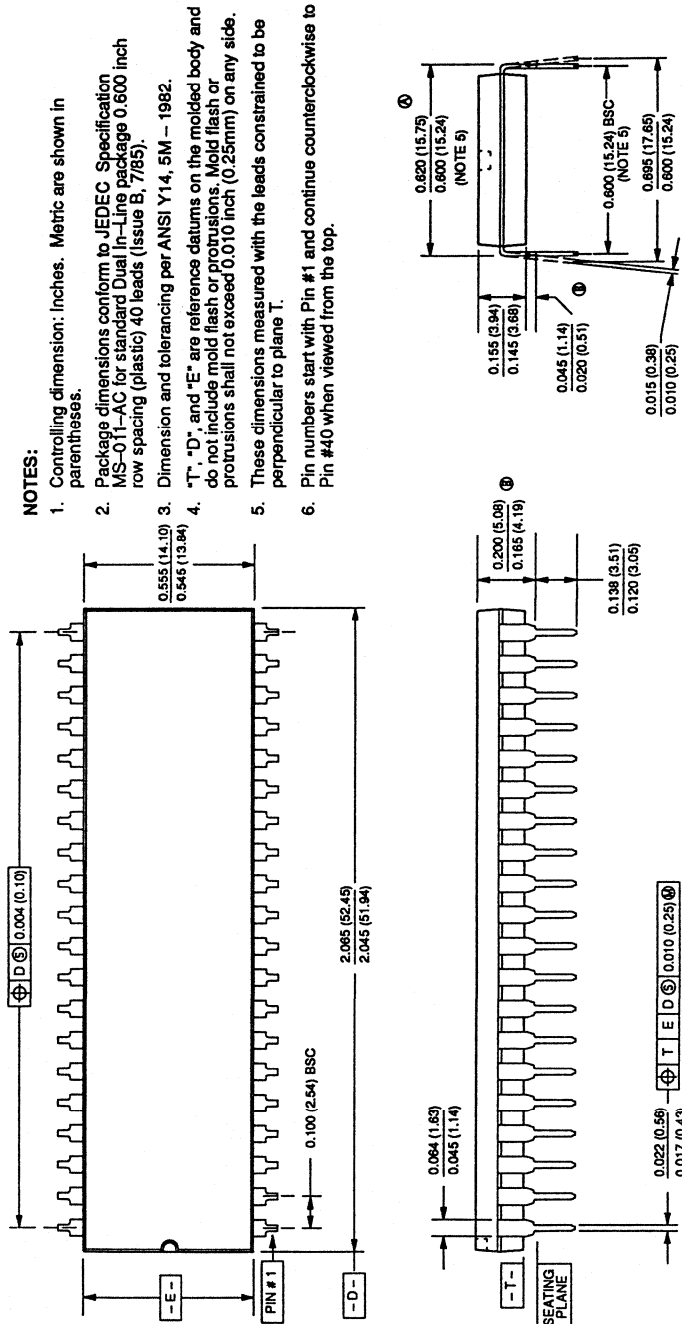 NOTES:
1. Controlling dimension: Inches. Metric are shown in
parentheses.
2. Package dimensions conform to JEDEC Specification
MS–011–AC for standard Dual In–Line package 0.600 inch
row spacing (plastic) 40 leads (Issue B, 7/85).
3. Dimension and tolerancing per ANSI Y14, 5M – 1982.
4. "T", "D", and "E" are reference datums on the molded body and
do not include mold flash or protrusions. Mold flash or
protrusions shall not exceed 0.010 inch (0.25mm) on any side.
5. These dimensions measured with the leads constrained to be
perpendicular to plane T.
6. Pin numbers start with Pin #1 and continue counterclockwise to
Pin #40 when viewed from the top.
⌖ D Ⓢ 0.004 (0.10)
– E –
PIN # 1
– D –
0.100 (2.54) BSC
2.065 (52.45)
2.045 (51.94)
0.555 (14.10)
0.545 (13.84)
0.064 (1.63)
0.045 (1.14)
– T –
SEATING
PLANE
0.022 (0.56)
0.017 (0.43)
⌖ T E D Ⓢ 0.010 (0.25) Ⓜ
0.200 (5.08) Ⓑ
0.165 (4.19)
0.138 (3.51)
0.120 (3.05)
0.620 (15.75) Ⓐ
0.600 (15.24)
(NOTE 5)
0.155 (3.94)
0.145 (3.68)
0.045 (1.14) Ⓑ
0.020 (0.51)
0.015 (0.38)
0.010 (0.25)
0.600 (15.24) BSC
(NOTE 5)
0.695 (17.65)
0.600 (15.24)